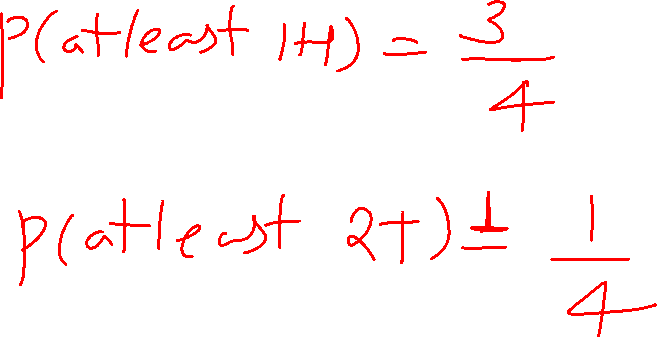 P(atleast 1H) = 3/4
P(atleast 2T) = 1/4